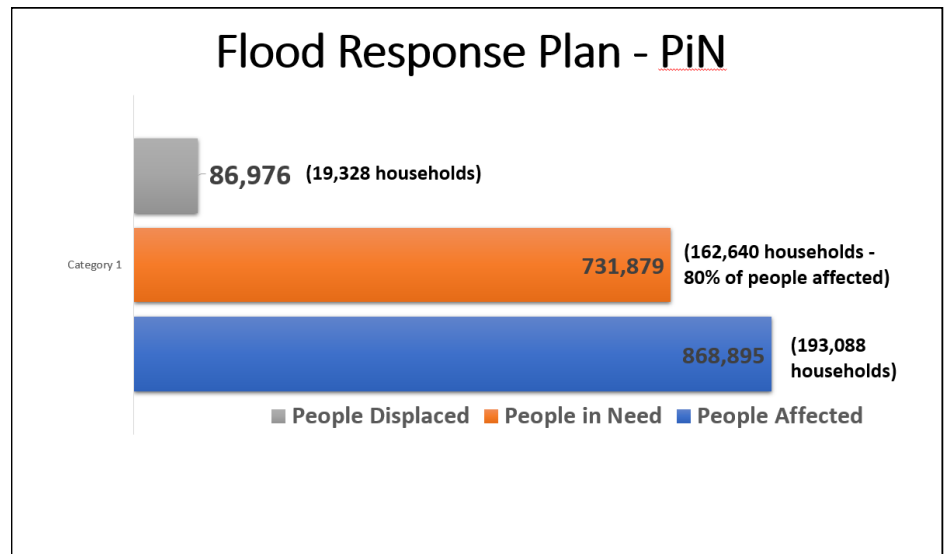 Flood Response Plan - PiN
86,976 (19,328 households)
Category 1
731,879
(162,640 households -
80% of people affected)
868,895
(193,088
households)
People Displaced People in Need People Affected